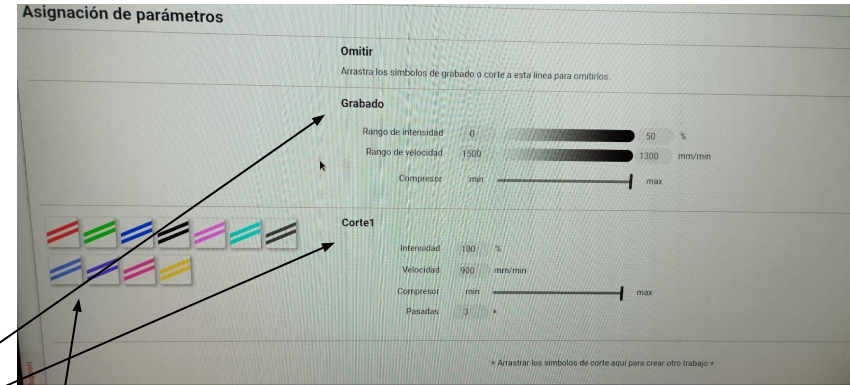 Asignación de parámetros
Omitir
Arrastra los símbolos de grabado o corte a esta línea para omitirlos.
Grabado
Rango de intensidad 0 50 %
Rango de velocidad 1500 1300 mm/min
Compresor min max
Corte1
Intensidad 100 %
Velocidad 900 mm/min
Compresor min max
Pasadas 3 x
+ Arrastrar los símbolos de corte aquí para crear otro trabajo +